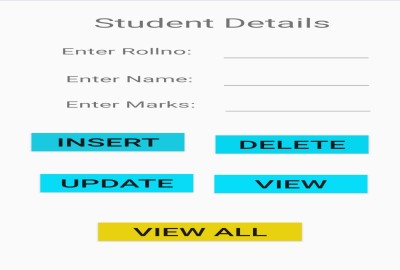 Student Details
Enter Rollno:
Enter Name:
Enter Marks:
INSERT DELETE
UPDATE VIEW
VIEW ALL